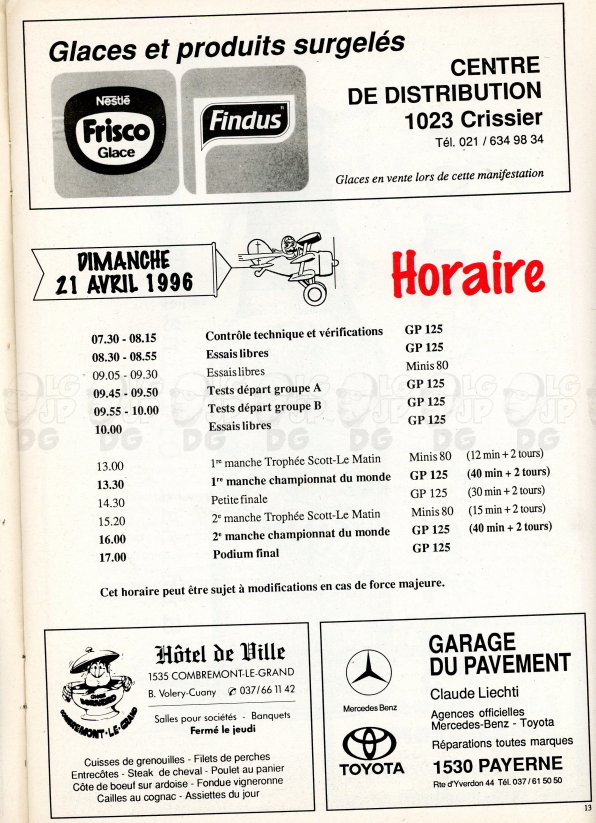 Glaces et produits surgelés
Nestlé
Frisco
Glace
Findus
CENTRE
DE DISTRIBUTION
1023 Crissier
Tél. 021 / 634 98 34
Glaces en vente lors de cette manifestation
DIMANCHE
21 AVRIL 1996
Horaire
07.30 - 08.15 Contrôle technique et vérifications GP 125
08.30 - 08.55 Essais libres GP 125
09.05 - 09.30 Essais libres Minis 80
09.45 - 09.50 Tests départ groupe A GP 125
09.55 - 10.00 Tests départ groupe B GP 125
10.00 Essais libres GP 125
13.00 1re manche Trophée Scott-Le Matin Minis 80 (12 min + 2 tours)
13.30 1re manche championnat du monde GP 125 (40 min + 2 tours)
14.30 Petite finale GP 125 (30 min + 2 tours)
15.20 2e manche Trophée Scott-Le Matin Minis 80 (15 min + 2 tours)
16.00 2e manche championnat du monde GP 125 (40 min + 2 tours)
17.00 Podium final GP 125
Cet horaire peut être sujet à modifications en cas de force majeure.
COMBREMONT-LE-GRAND
Hôtel de Ville
1535 COMBREMONT-LE-GRAND
B. Volery-Cuany ✆ 037/66 11 42
Salles pour sociétés - Banquets
Fermé le jeudi
Cuisses de grenouilles - Filets de perches
Entrecôtes - Steak de cheval - Poulet au panier
Côte de boeuf sur ardoise - Fondue vigneronne
Cailles au cognac - Assiettes du jour
Mercedes Benz
TOYOTA
GARAGE
DU PAVEMENT
Claude Liechti
Agences officielles
Mercedes-Benz - Toyota
Réparations toutes marques
1530 PAYERNE
Rte d'Yverdon 44 Tél. 037 / 61 50 50
13
LG
JP
DG